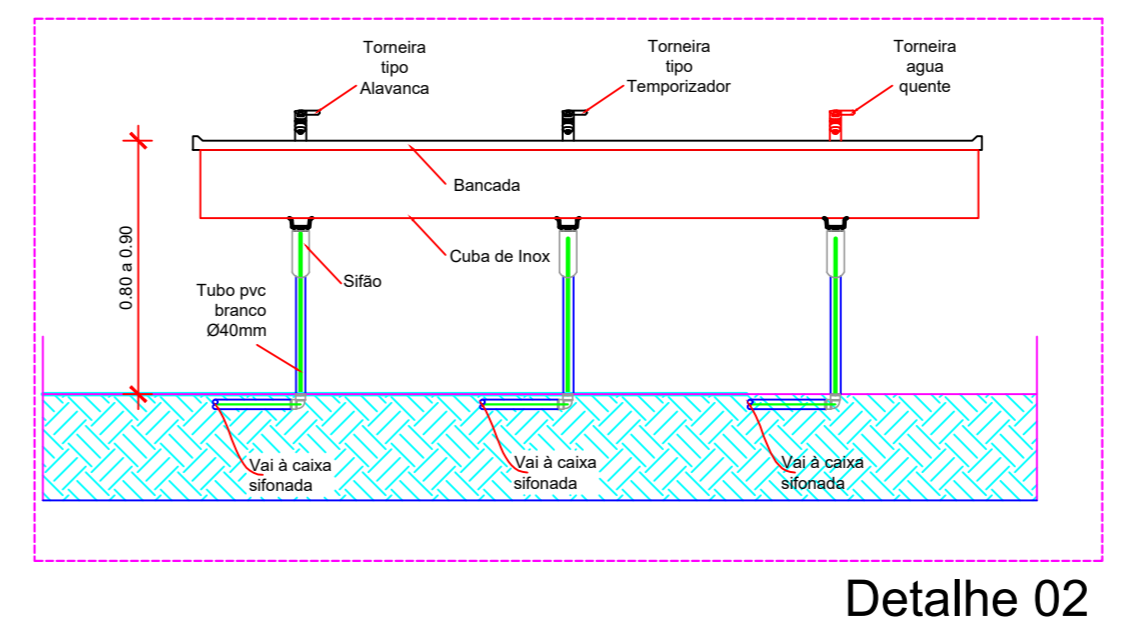 Torneira
tipo
Alavanca
Torneira
tipo
Temporizador
Torneira
agua
quente
Bancada
0.80 a 0.90
Cuba de Inox
Sifão
Tubo pvc
branco
Ø40mm
Vai à caixa
sifonada
Vai à caixa
sifonada
Vai à caixa
sifonada
Detalhe 02